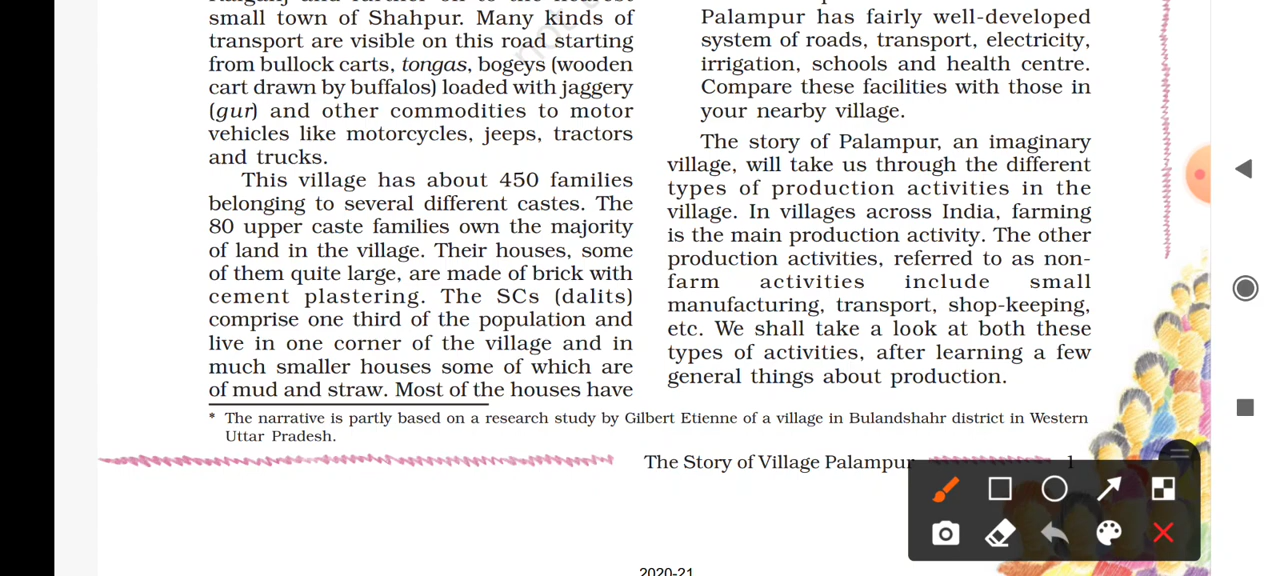 small town of Shahpur. Many kinds of
transport are visible on this road starting
from bullock carts, tongas, bogeys (wooden
cart drawn by buffalos) loaded with jaggery
(gur) and other commodities to motor
vehicles like motorcycles, jeeps, tractors
and trucks.
This village has about 450 families
belonging to several different castes. The
80 upper caste families own the majority
of land in the village. Their houses, some
of them quite large, are made of brick with
cement plastering. The SCs (dalits)
comprise one third of the population and
live in one corner of the village and in
much smaller houses some of which are
of mud and straw. Most of the houses have
Palampur has fairly well-developed
system of roads, transport, electricity,
irrigation, schools and health centre.
Compare these facilities with those in
your nearby village.
The story of Palampur, an imaginary
village, will take us through the different
types of production activities in the
village. In villages across India, farming
is the main production activity. The other
production activities, referred to as non-
farm activities include small
manufacturing, transport, shop-keeping,
etc. We shall take a look at both these
types of activities, after learning a few
general things about production.
* The narrative is partly based on a research study by Gilbert Etienne of a village in Bulandshahr district in Western
Uttar Pradesh.
The Story of Village Palampur 1
2020-21